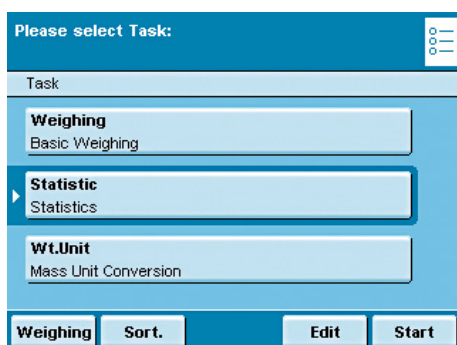 Please select Task:
Task
Weighing
Basic Weighing
Statistic
Statistics
Wt.Unit
Mass Unit Conversion
Weighing Sort. Edit Start